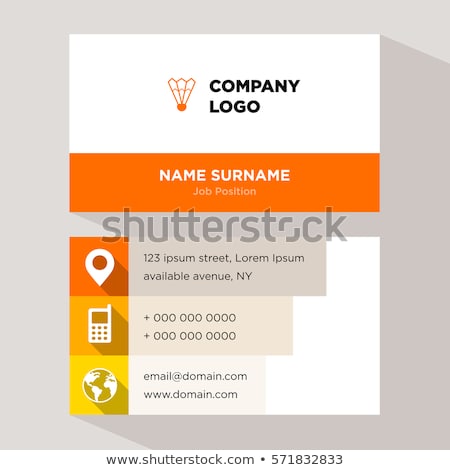 COMPANY
LOGO
NAME SURNAME
Job Position
shutterstock
123 ipsum street, Lorem Ipsum
available avenue, NY
+ 000 000 0000
+ 000 000 0000
email@domain.com
www.domain.com
shutterstock.com · 571832833